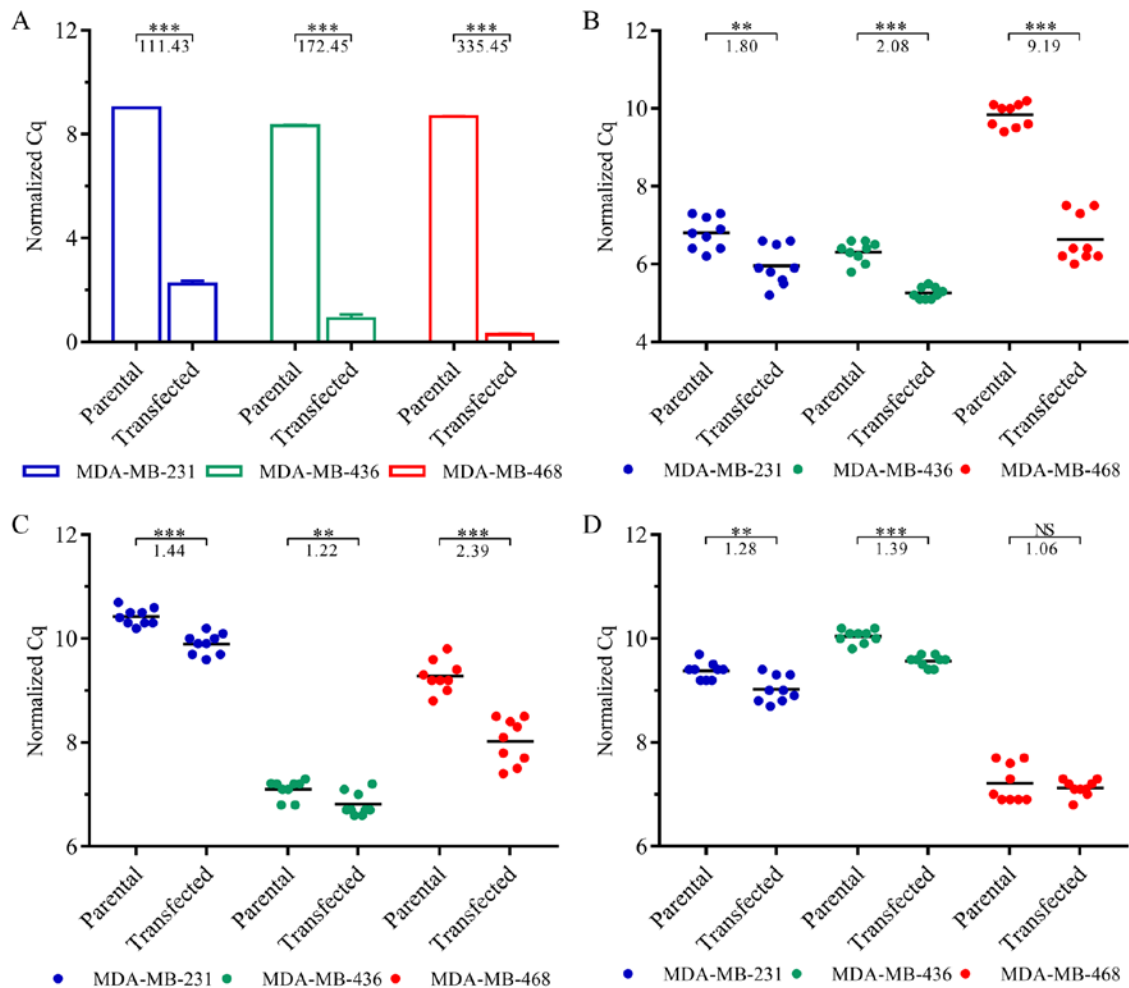 A
12
8
4
0
Normalized Cq
***
111.43
***
172.45
***
335.45
Parental
Transfected
Parental
Transfected
Parental
Transfected
MDA-MB-231
MDA-MB-436
MDA-MB-468
B
12
10
8
6
4
Normalized Cq
**
1.80
***
2.08
***
9.19
Parental
Transfected
Parental
Transfected
Parental
Transfected
MDA-MB-231
MDA-MB-436
MDA-MB-468
C
12
10
8
6
Normalized Cq
***
1.44
**
1.22
***
2.39
Parental
Transfected
Parental
Transfected
Parental
Transfected
MDA-MB-231
MDA-MB-436
MDA-MB-468
D
12
10
8
6
Normalized Cq
**
1.28
***
1.39
NS
1.06
Parental
Transfected
Parental
Transfected
Parental
Transfected
MDA-MB-231
MDA-MB-436
MDA-MB-468